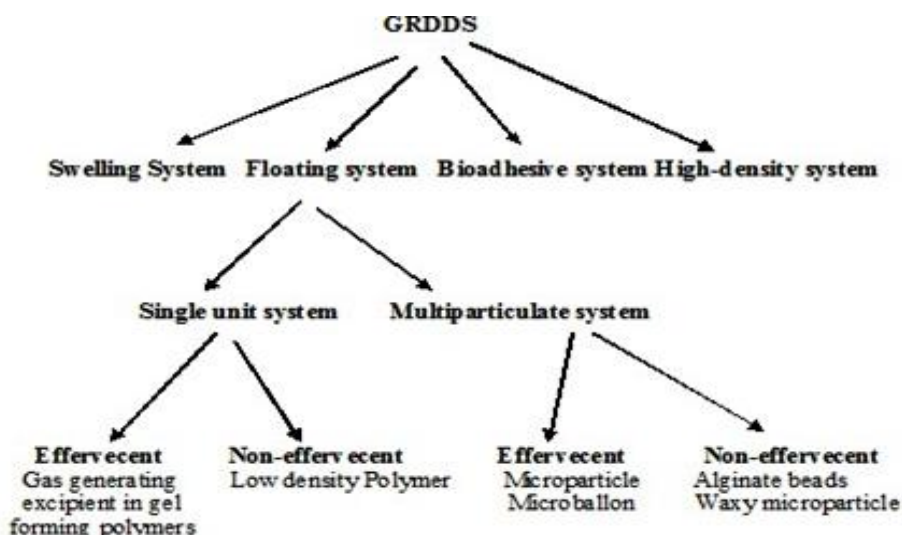 GRDDS
Swelling System Floating system Bioadhesive system High-density system
Single unit system Multiparticulate system
Effervecent
Gas generating
excipient in gel
forming polymers
Non-effervecent
Low density Polymer
Effervecent
Microparticle
Microballon
Non-effervecent
Alginate beads
Waxy microparticle